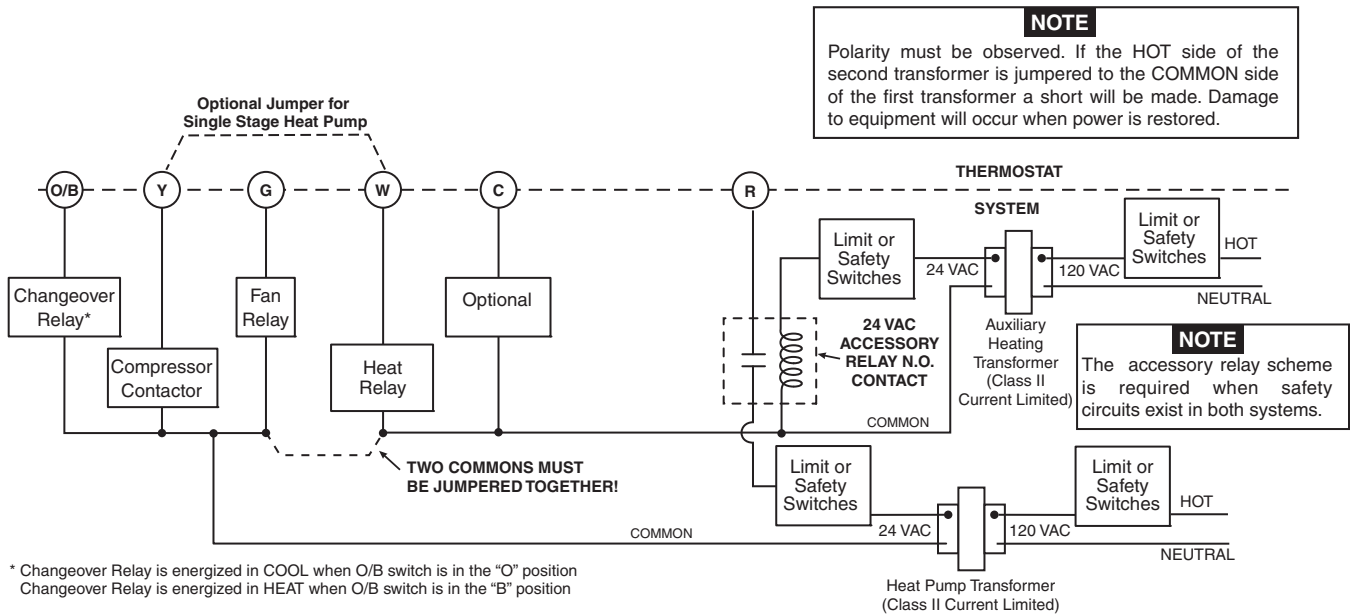 NOTE
Polarity must be observed. If the HOT side of the
second transformer is jumpered to the COMMON side
of the first transformer a short will be made. Damage
to equipment will occur when power is restored.
Optional Jumper for
Single Stage Heat Pump
O/B
Y
G
W
C
R
THERMOSTAT
SYSTEM
Changeover
Relay*
Compressor
Contactor
Fan
Relay
Heat
Relay
Optional
24 VAC
ACCESSORY
RELAY N.O.
CONTACT
Limit or
Safety
Switches
24 VAC
120 VAC
Limit or
Safety
Switches
HOT
NEUTRAL
Auxiliary
Heating
Transformer
(Class II
Current Limited)
NOTE
The accessory relay scheme
is required when safety
circuits exist in both systems.
COMMON
TWO COMMONS MUST
BE JUMPERED TOGETHER!
Limit or
Safety
Switches
24 VAC
120 VAC
Limit or
Safety
Switches
HOT
NEUTRAL
COMMON
Heat Pump Transformer
(Class II Current Limited)
* Changeover Relay is energized in COOL when O/B switch is in the “O” position
Changeover Relay is energized in HEAT when O/B switch is in the “B” position